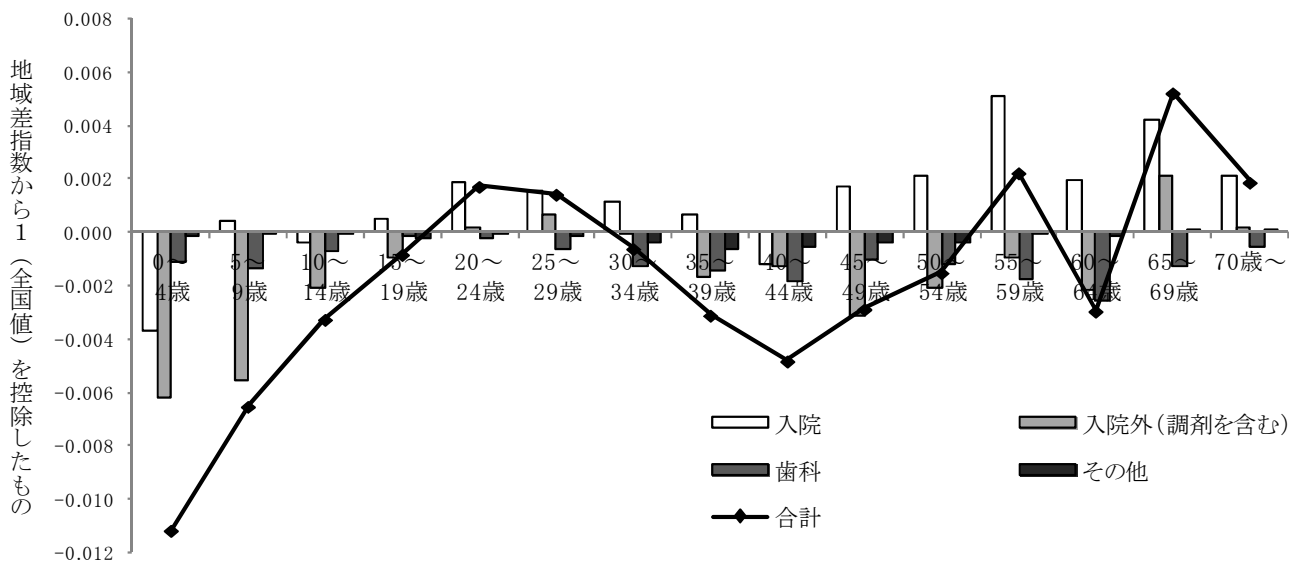 地域差指数から１（全国値）を控除したもの
0.008
0.006
0.004
0.002
0.000
-0.002
-0.004
-0.006
-0.008
-0.010
-0.012
0～
4歳
5～
9歳
10～
14歳
15～
19歳
20～
24歳
25～
29歳
30～
34歳
35～
39歳
40～
44歳
45～
49歳
50～
54歳
55～
59歳
60～
64歳
65～
69歳
70歳～
入院
入院外（調剤を含む）
歯科
その他
合計